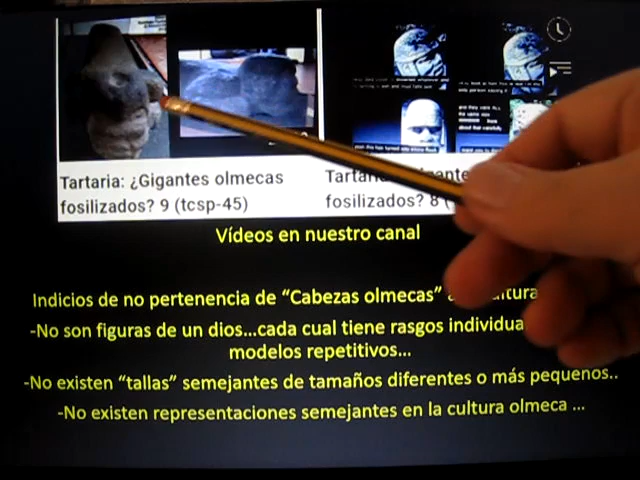 Tartaria: ¿Gigantes olmecas
fosilizados? 9 (tcsp-45)
fosilizados? 8
Vídeos en nuestro canal
Indicios de no pertenencia de “Cabezas olmecas”
-No son figuras de un dios...cada cual tiene rasgos
modelos repetitivos...
-No existen “tallas” semejantes de tamaños diferentes o más pequeños..
-No existen representaciones semejantes en la cultura olmeca ...